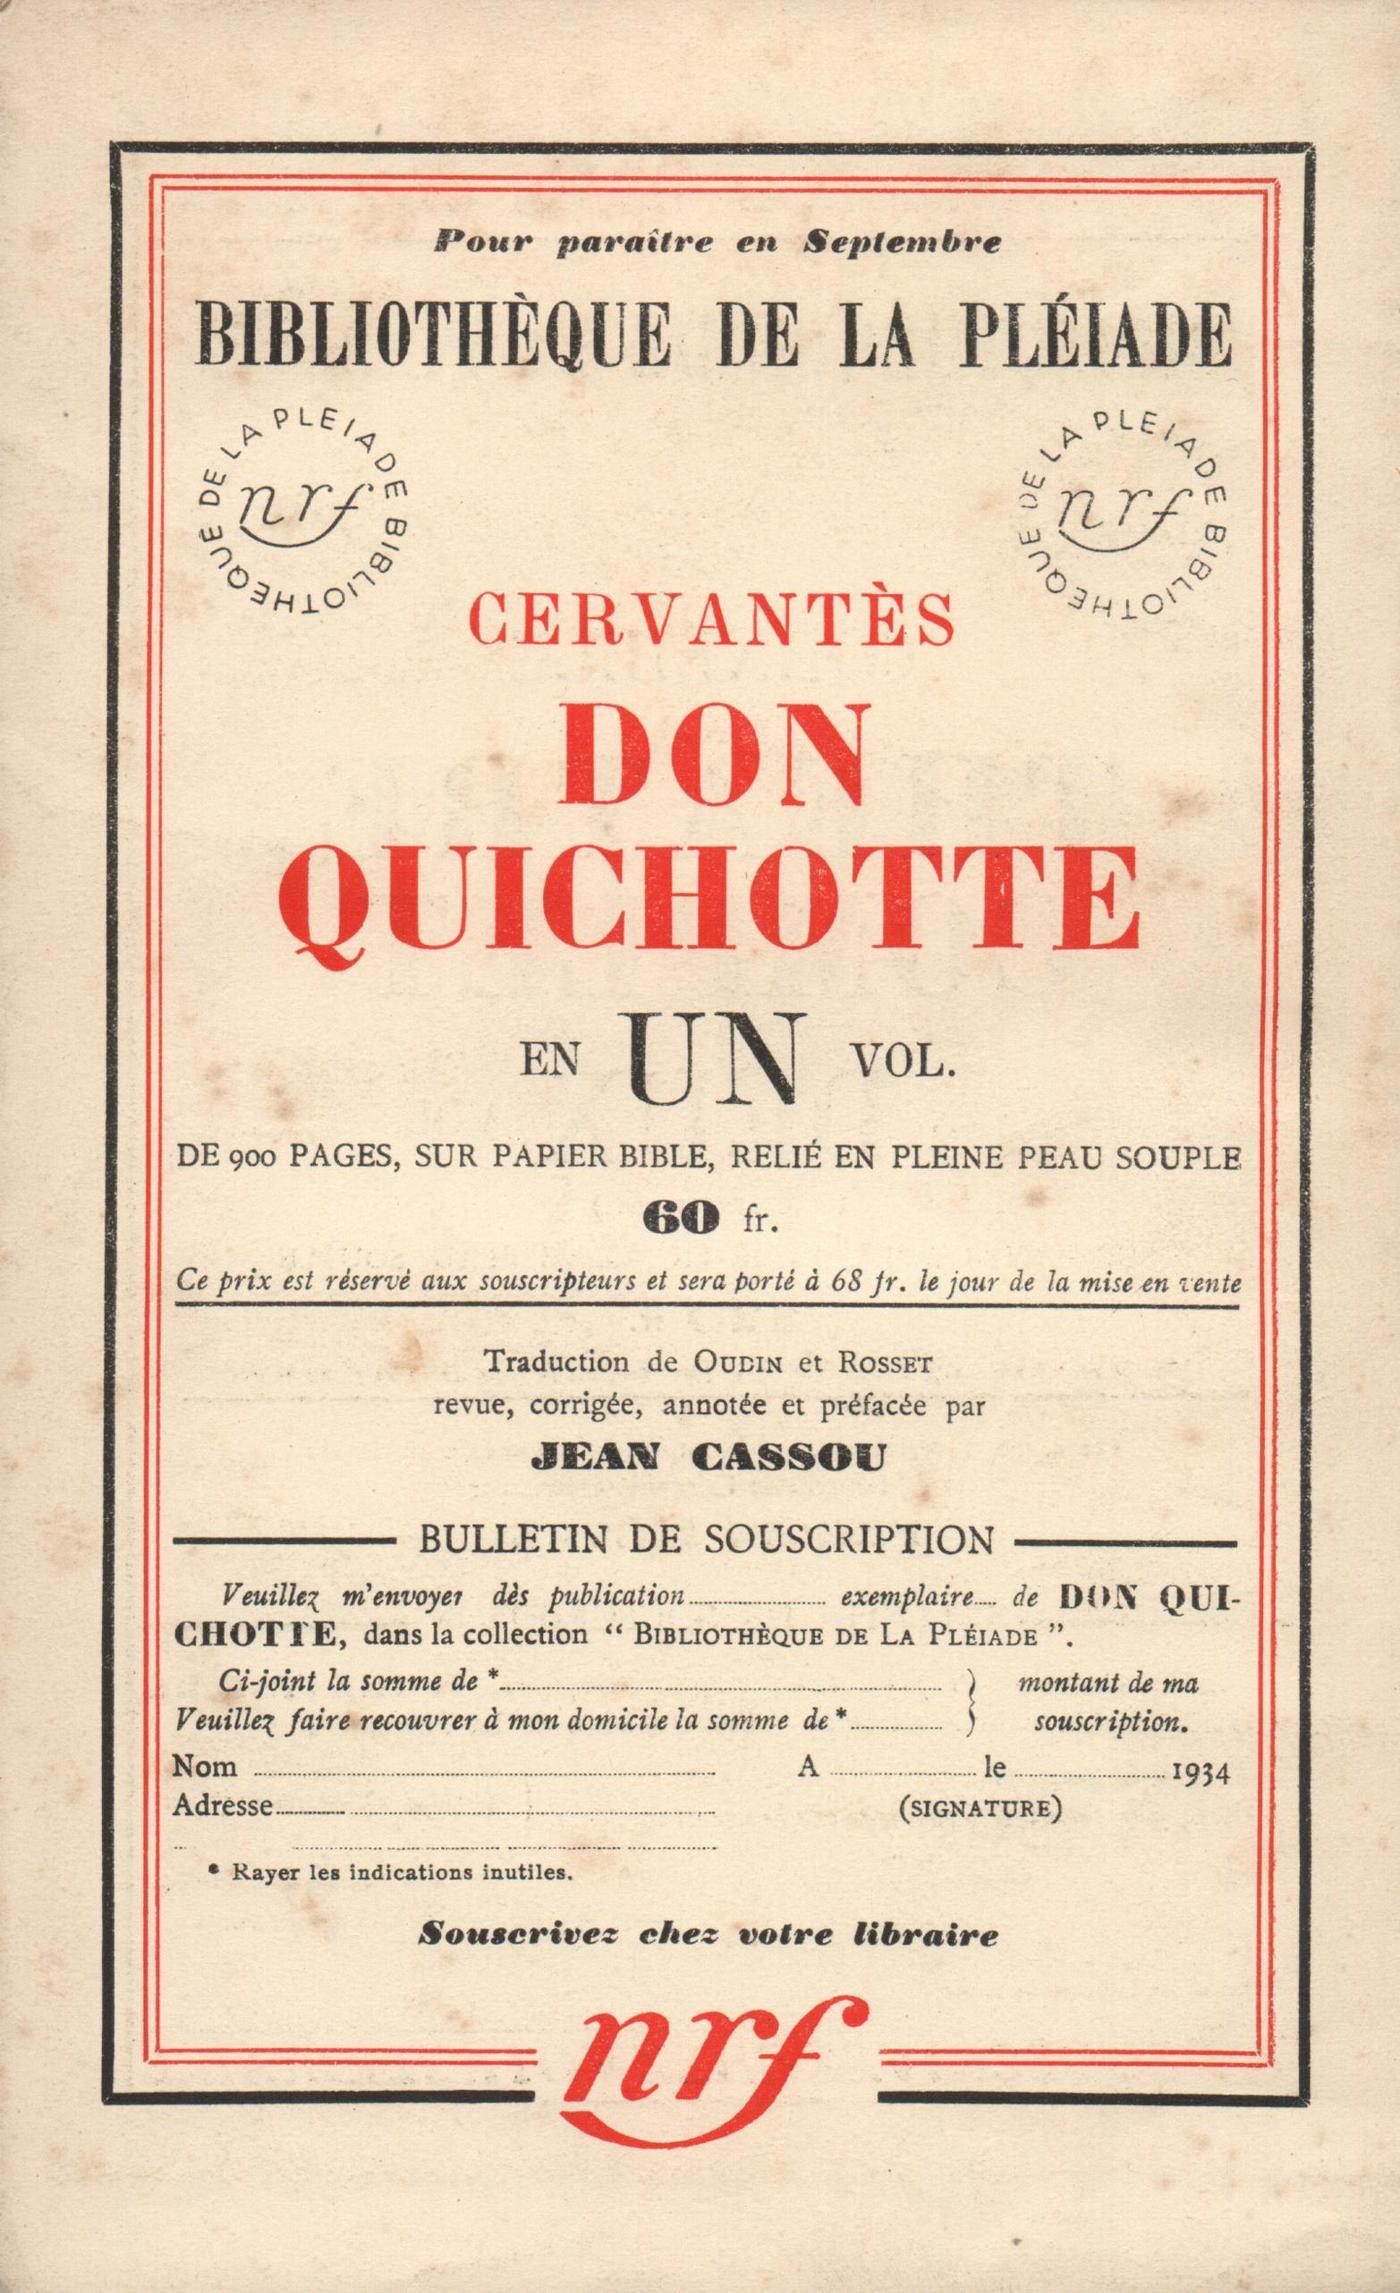 Pour paraître en Septembre
BIBLIOTHÈQUE DE LA PLÉIADE
BIBLIOTHEQUE DE LA PLEIADE
nrf
BIBLIOTHEQUE DE LA PLEIADE
nrf
CERVANTÈS
DON
QUICHOTTE
EN UN VOL.
DE 900 PAGES, SUR PAPIER BIBLE, RELIÉ EN PLEINE PEAU SOUPLE
60 fr.
Ce prix est réservé aux souscripteurs et sera porté à 68 fr. le jour de la mise en vente
Traduction de OUDIN et ROSSET
revue, corrigée, annotée et préfacée par
JEAN CASSOU
BULLETIN DE SOUSCRIPTION
Veuillez m'envoyer dès publication exemplaire de DON QUI-
CHOTTE, dans la collection “ BIBLIOTHÈQUE DE LA PLÉIADE ”.
Ci-joint la somme de * } montant de ma
Veuillez faire recouvrer à mon domicile la somme de * } souscription.
Nom A le 1934
Adresse (SIGNATURE)
* Rayer les indications inutiles.
Souscrivez chez votre libraire
nrf